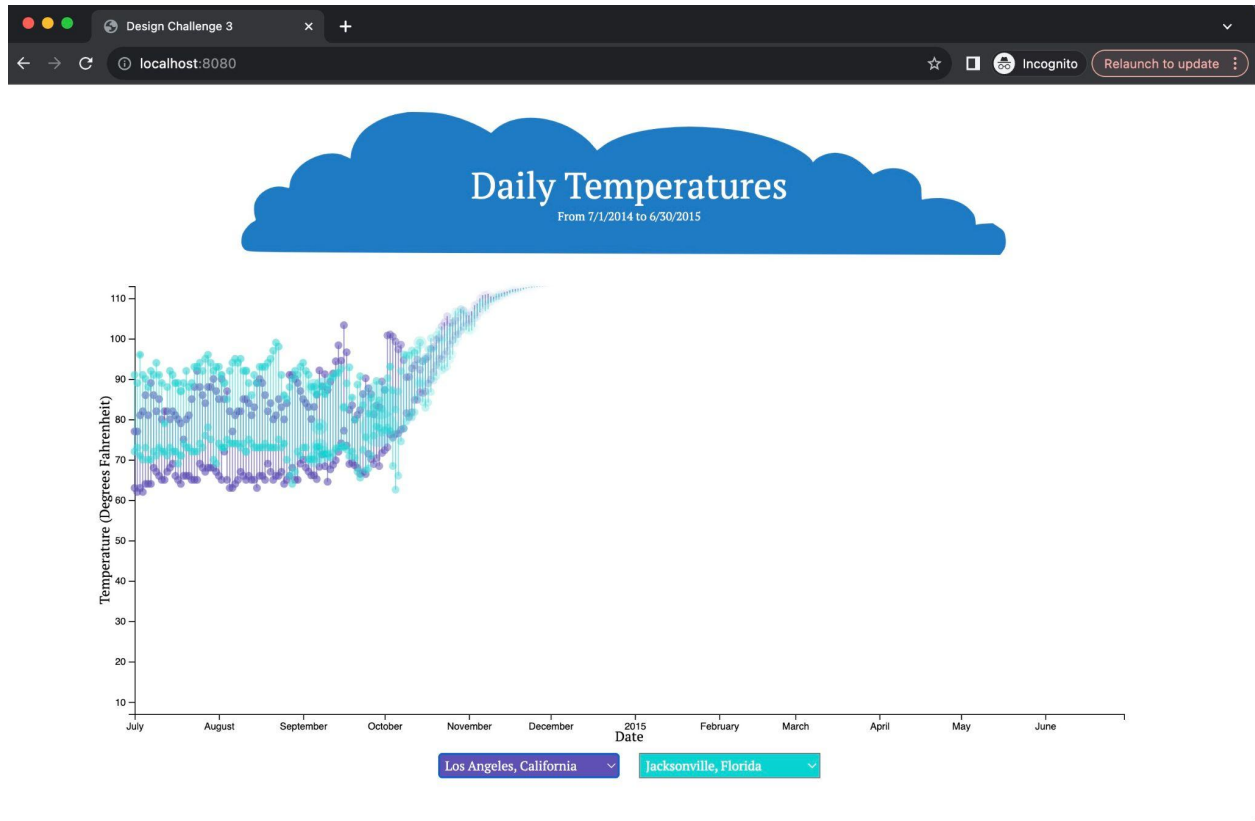 Design Challenge 3
localhost:8080
Incognito
Relaunch to update
Daily Temperatures
From 7/1/2014 to 6/30/2015
Temperature (Degrees Fahrenheit)
110
100
90
80
70
60
50
40
30
20
10
July August September October November December 2015 February March April May June
Date
Los Angeles, California Jacksonville, Florida